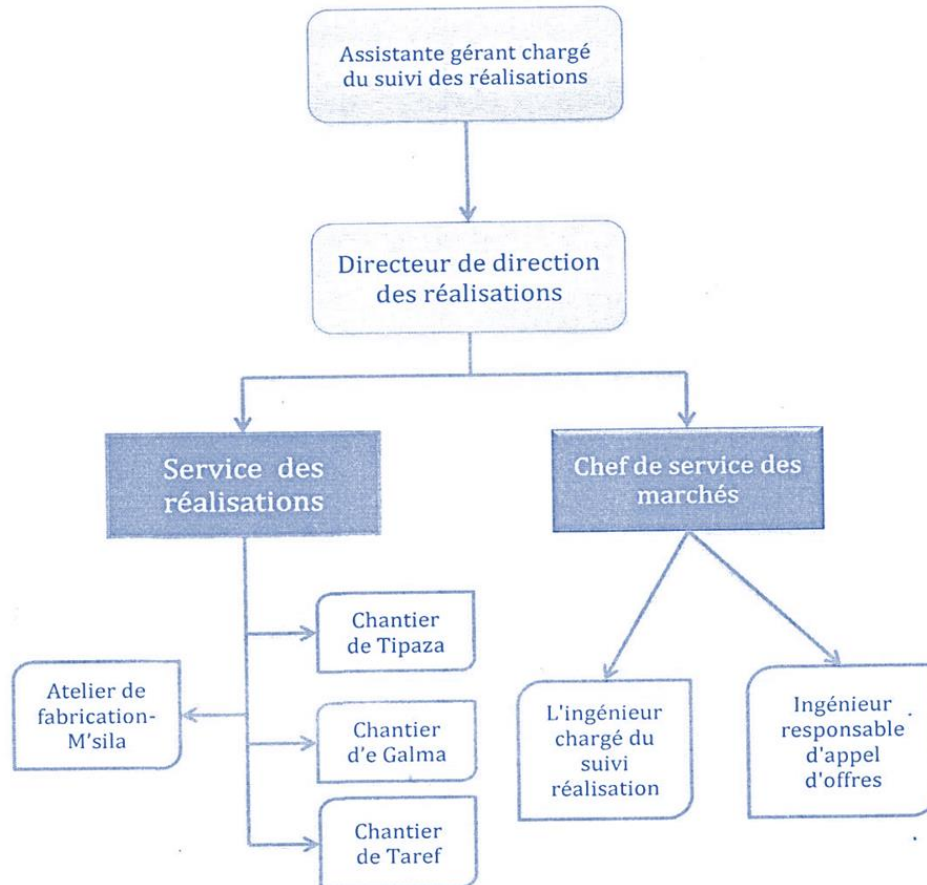 Assistante gérant chargé
du suivi des réalisations
Directeur de direction
des réalisations
Service des
réalisations
Chef de service des
marchés
Chantier
de Tipaza
Atelier de
fabrication-
M'sila
Chantier
d'e Galma
Chantier
de Taref
L'ingénieur
chargé du
suivi
réalisation
Ingénieur
responsable
d'appel
d'offres